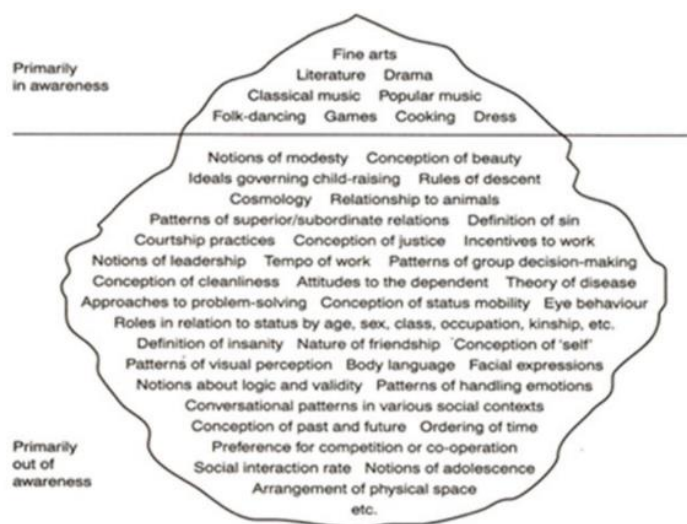 Primarily
in awareness
Fine arts
Literature Drama
Classical music Popular music
Folk-dancing Games Cooking Dress
Notions of modesty Conception of beauty
Ideals governing child-raising Rules of descent
Cosmology Relationship to animals
Patterns of superior/subordinate relations Definition of sin
Courtship practices Conception of justice Incentives to work
Notions of leadership Tempo of work Patterns of group decision-making
Conception of cleanliness Attitudes to the dependent Theory of disease
Approaches to problem-solving Conception of status mobility Eye behaviour
Roles in relation to status by age, sex, class, occupation, kinship, etc.
Definition of insanity Nature of friendship Conception of 'self'
Patterns of visual perception Body language Facial expressions
Notions about logic and validity Patterns of handling emotions
Conversational patterns in various social contexts
Conception of past and future Ordering of time
Preference for competition or co-operation
Social interaction rate Notions of adolescence
Arrangement of physical space
etc.
Primarily
out of
awareness